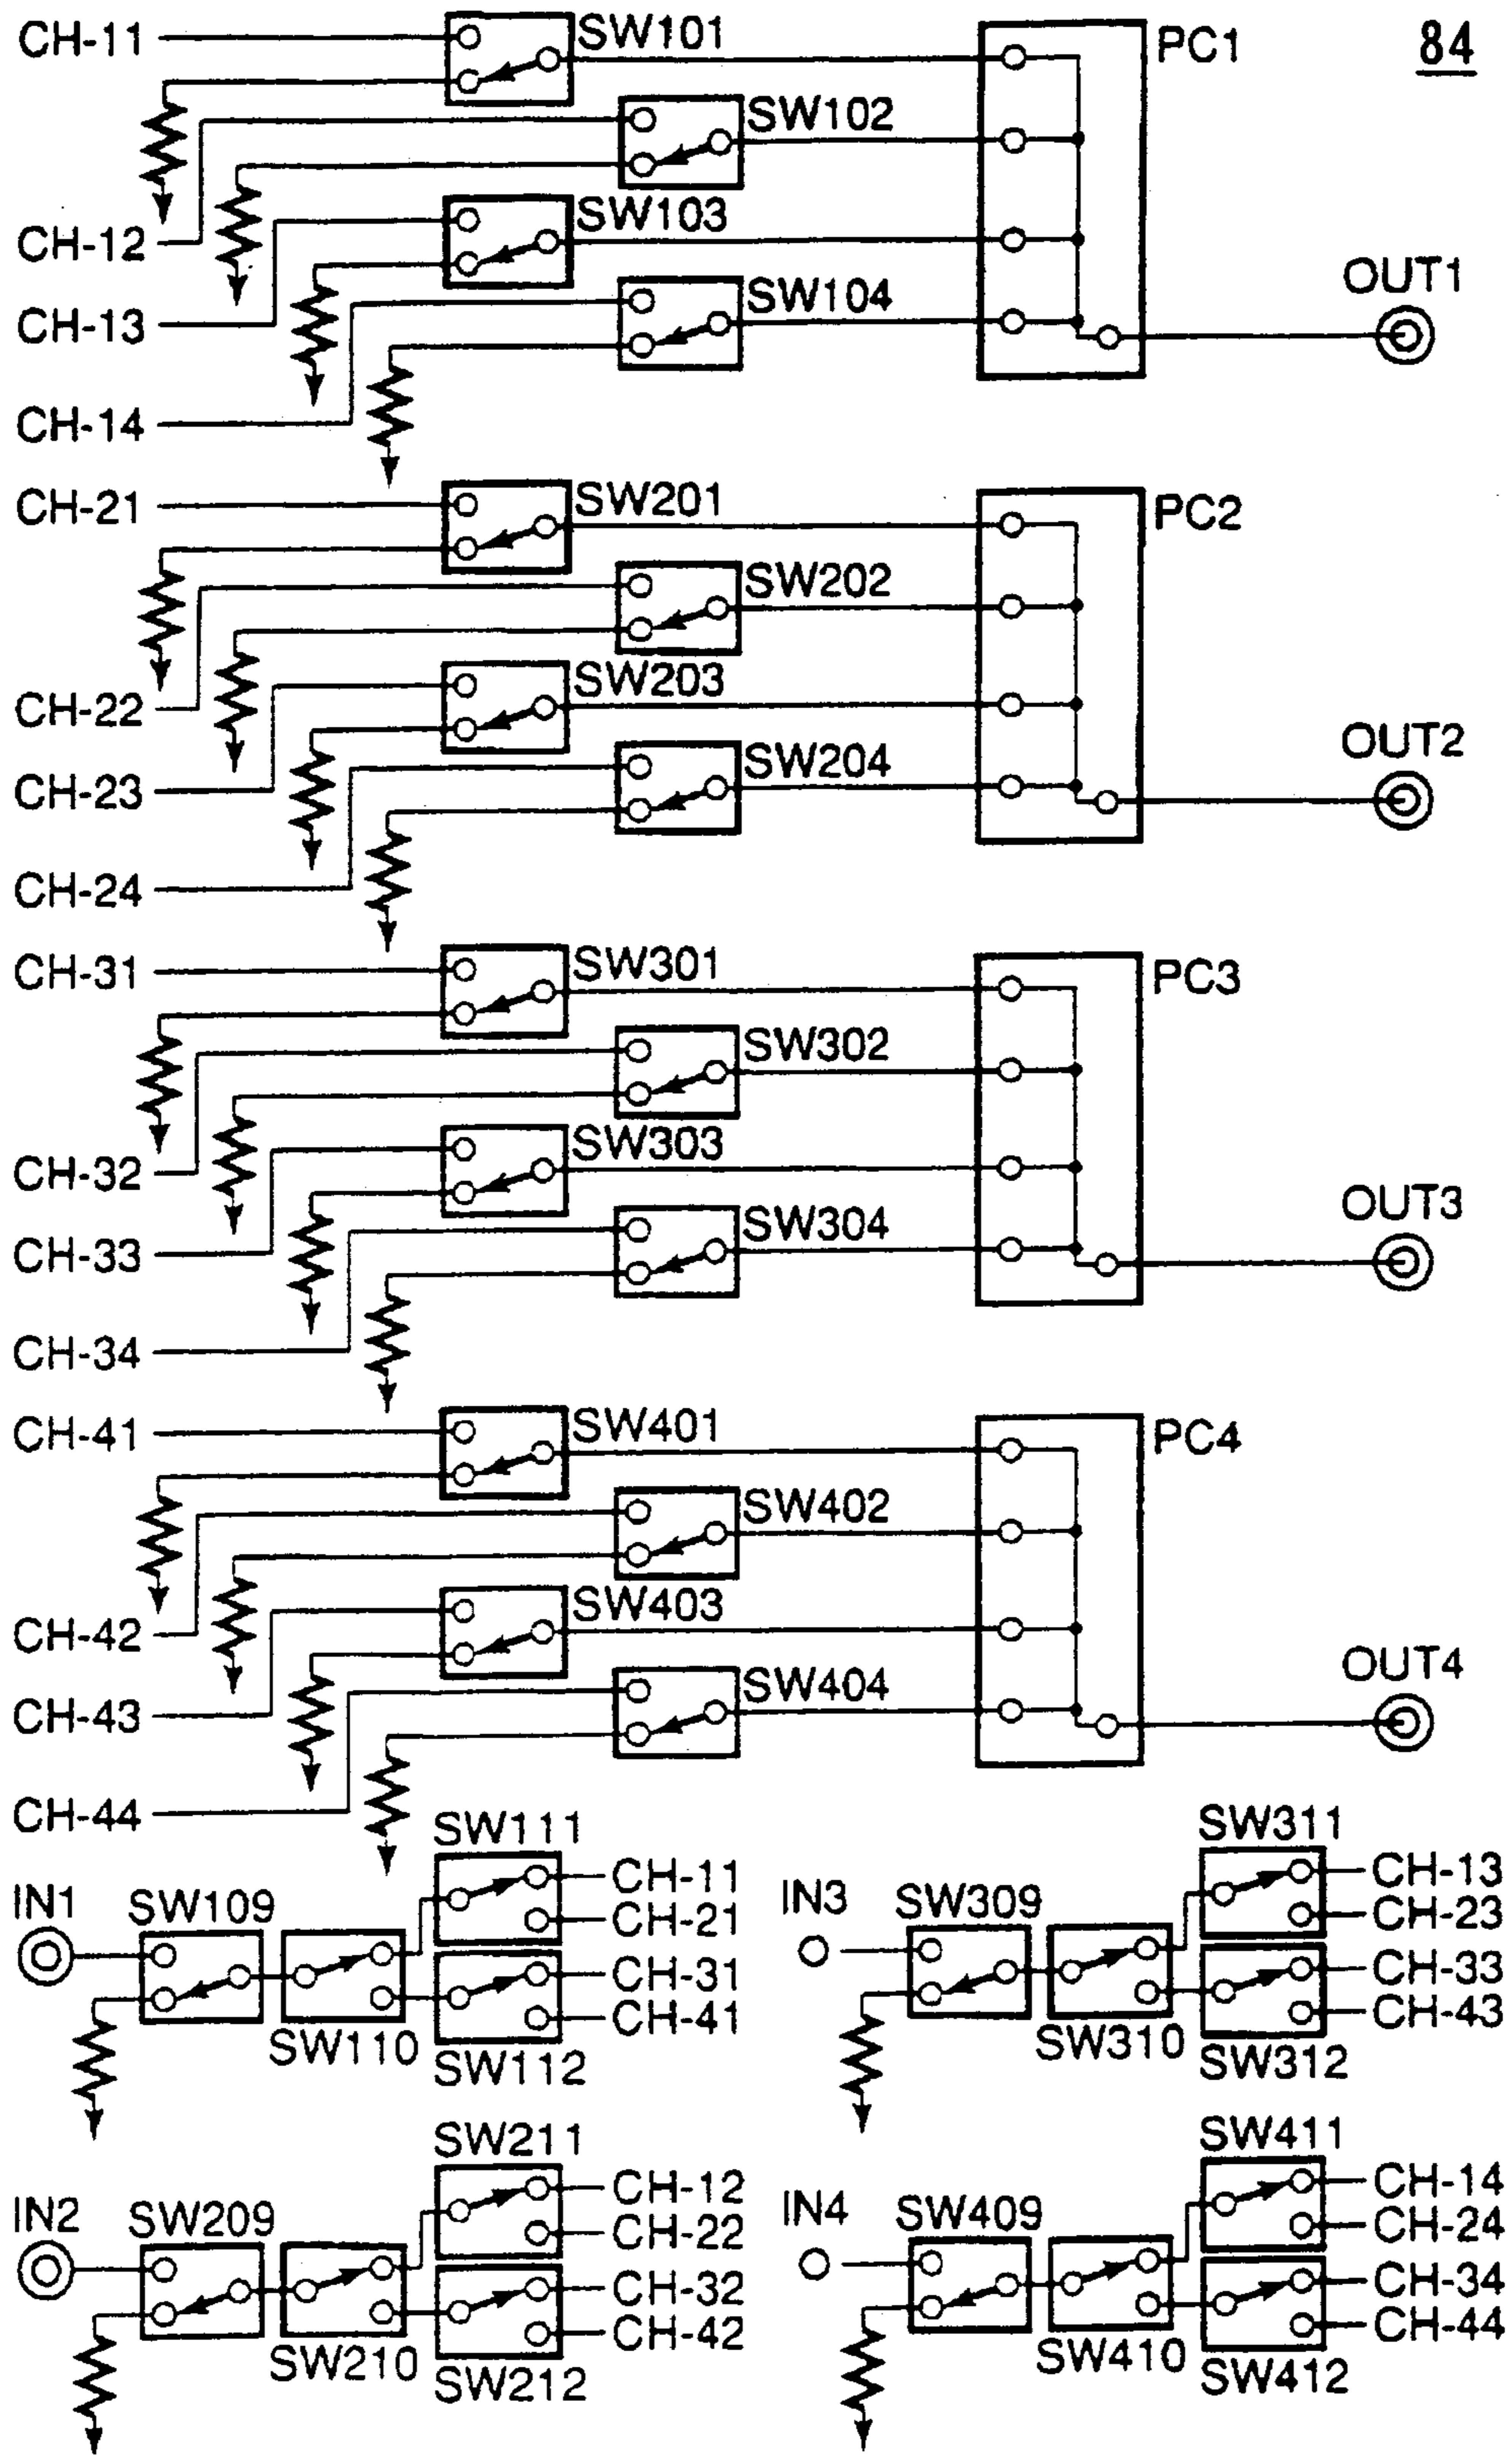 84
CH-11
SW101
PC1
SW102
CH-12
SW103
CH-13
SW104
OUT1
CH-14
CH-21
SW201
PC2
SW202
CH-22
SW203
CH-23
SW204
OUT2
CH-24
CH-31
SW301
PC3
SW302
CH-32
SW303
CH-33
SW304
OUT3
CH-34
CH-41
SW401
PC4
SW402
CH-42
SW403
CH-43
SW404
OUT4
CH-44
IN1
SW109
SW110
SW111
CH-11
CH-21
CH-31
CH-41
SW112
IN3
SW309
SW310
SW311
CH-13
CH-23
CH-33
CH-43
SW312
IN2
SW209
SW210
SW211
CH-12
CH-22
CH-32
CH-42
SW212
IN4
SW409
SW410
SW411
CH-14
CH-24
CH-34
CH-44
SW412